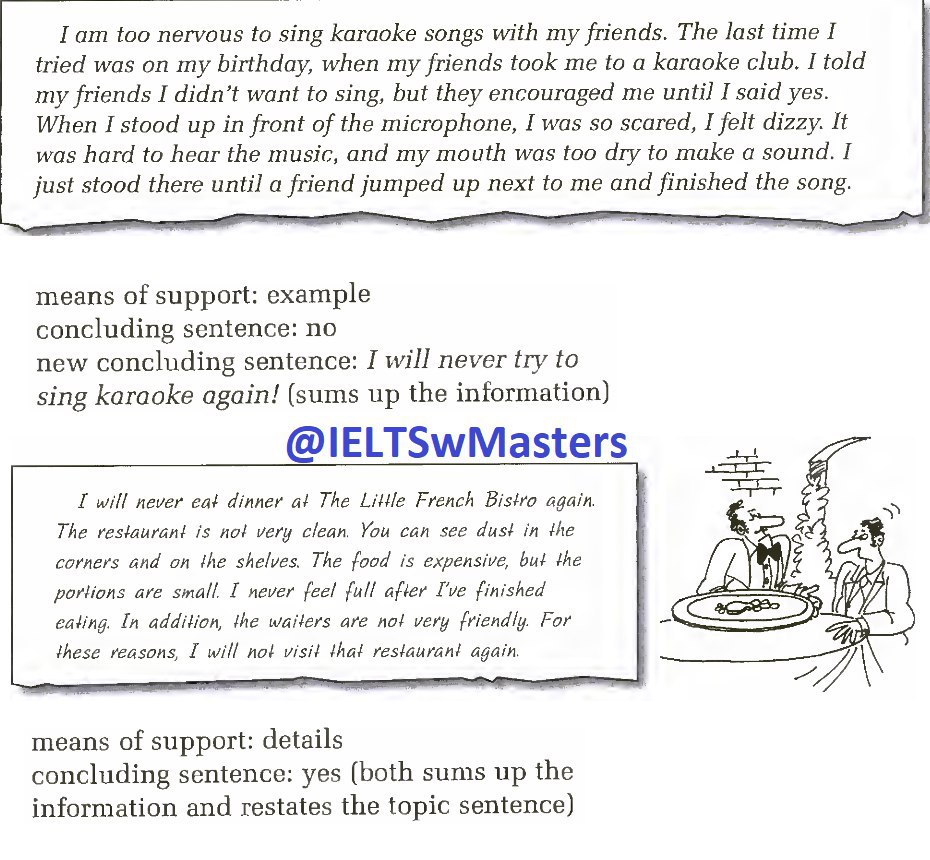 I am too nervous to sing karaoke songs with my friends. The last time I
tried was on my birthday, when my friends took me to a karaoke club. I told
my friends I didn't want to sing, but they encouraged me until I said yes.
When I stood up in front of the microphone, I was so scared, I felt dizzy. It
was hard to hear the music, and my mouth was too dry to make a sound. I
just stood there until a friend jumped up next to me and finished the song.
means of support: example
concluding sentence: no
new concluding sentence: I will never try to
sing karaoke again! (sums up the information)
@IELTSwMasters
I will never eat dinner at The Little French Bistro again.
The restaurant is not very clean. You can see dust in the
corners and on the shelves. The food is expensive, but the
portions are small. I never feel full after I've finished
eating. In addition, the waiters are not very friendly. For
these reasons, I will not visit that restaurant again.
means of support: details
concluding sentence: yes (both sums up the
information and restates the topic sentence)